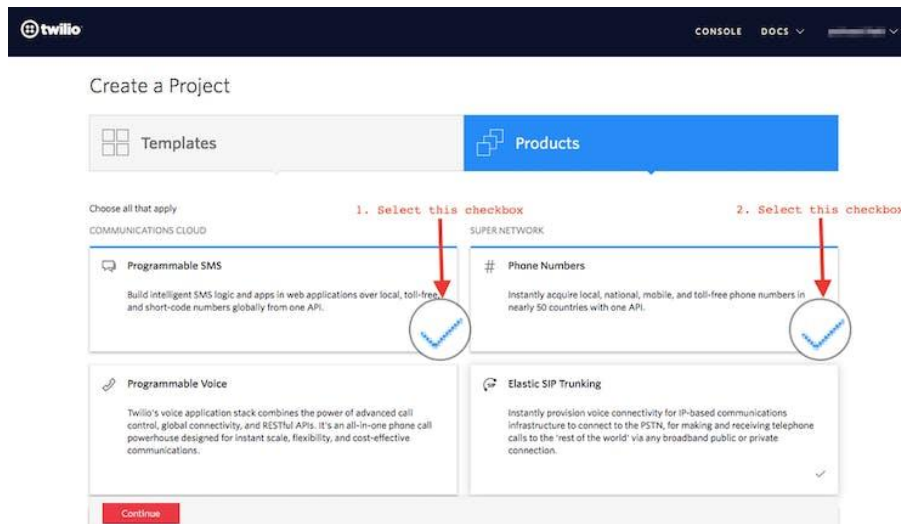 twilio
CONSOLE DOCS
Create a Project
Templates
Products
Choose all that apply
1. Select this checkbox
2. Select this checkbox
COMMUNICATIONS CLOUD
SUPER NETWORK
Programmable SMS
Build intelligent SMS logic and apps in web applications over local, toll-free,
and short-code numbers globally from one API.
# Phone Numbers
Instantly acquire local, national, mobile, and toll-free phone numbers in
nearly 50 countries with one API.
Programmable Voice
Twilio's voice application stack combines the power of advanced call
control, global connectivity, and RESTful APIs. It's an all-in-one phone call
powerhouse designed for instant scale, flexibility, and cost-effective
communications.
Elastic SIP Trunking
Instantly provision voice connectivity for IP-based communications
infrastructure to connect to the PSTN, for making and receiving telephone
calls to the 'rest of the world' via any broadband public or private
connection.
Continue